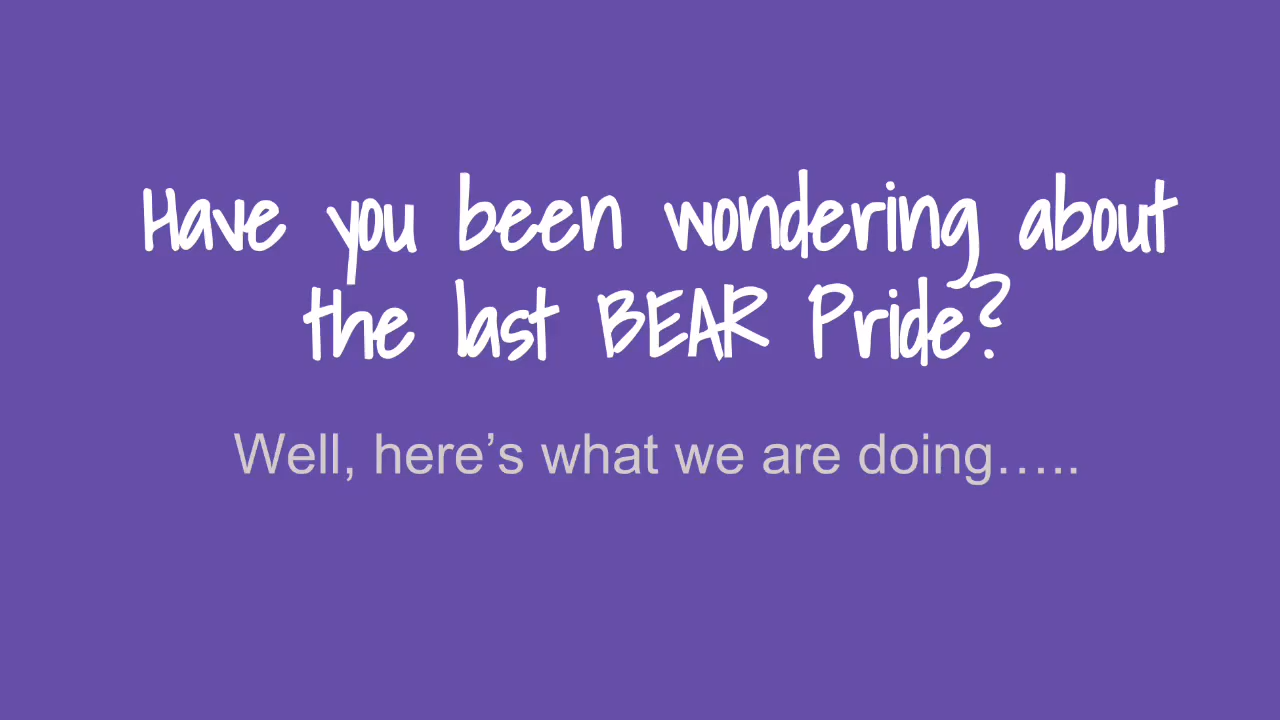 Have you been wondering about
the last BEAR Pride?
Well, here’s what we are doing…..